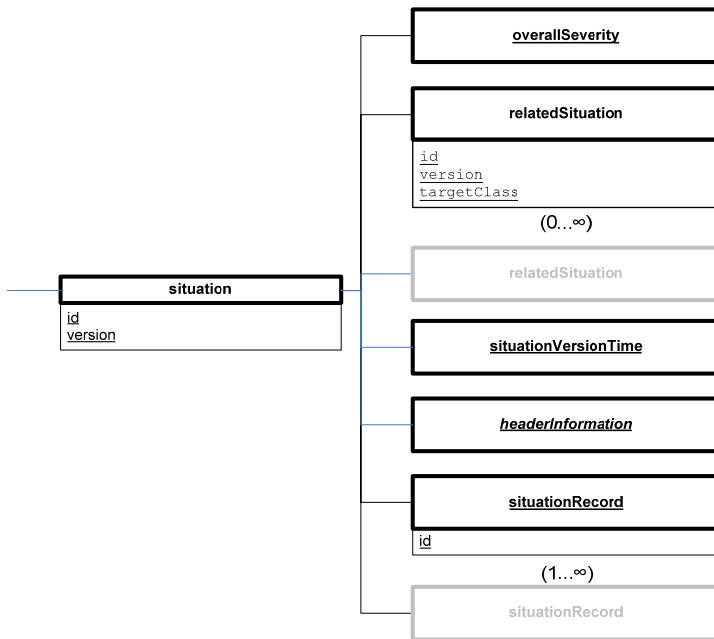 overallSeverity
relatedSituation
id
version
targetClass
(0...∞)
relatedSituation
situation
id
version
situationVersionTime
headerInformation
situationRecord
id
(1...∞)
situationRecord